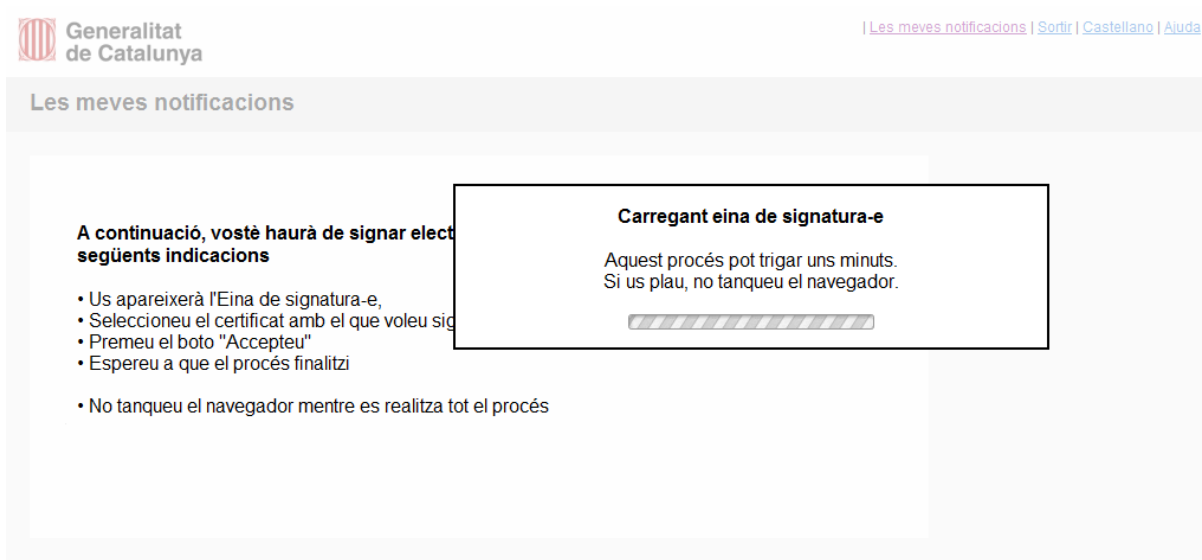 Generalitat
de Catalunya
| Les meves notificacions | Sortir | Castellano | Ajuda
Les meves notificacions
A continuació, vostè haurà de signar elect
següents indicacions
• Us apareixerà l'Eina de signatura-e,
• Seleccioneu el certificat amb el que voleu sig
• Premeu el boto "Accepteu"
• Espereu a que el procés finalitzi
• No tanqueu el navegador mentre es realitza tot el procés
Carregant eina de signatura-e
Aquest procés pot trigar uns minuts.
Si us plau, no tanqueu el navegador.